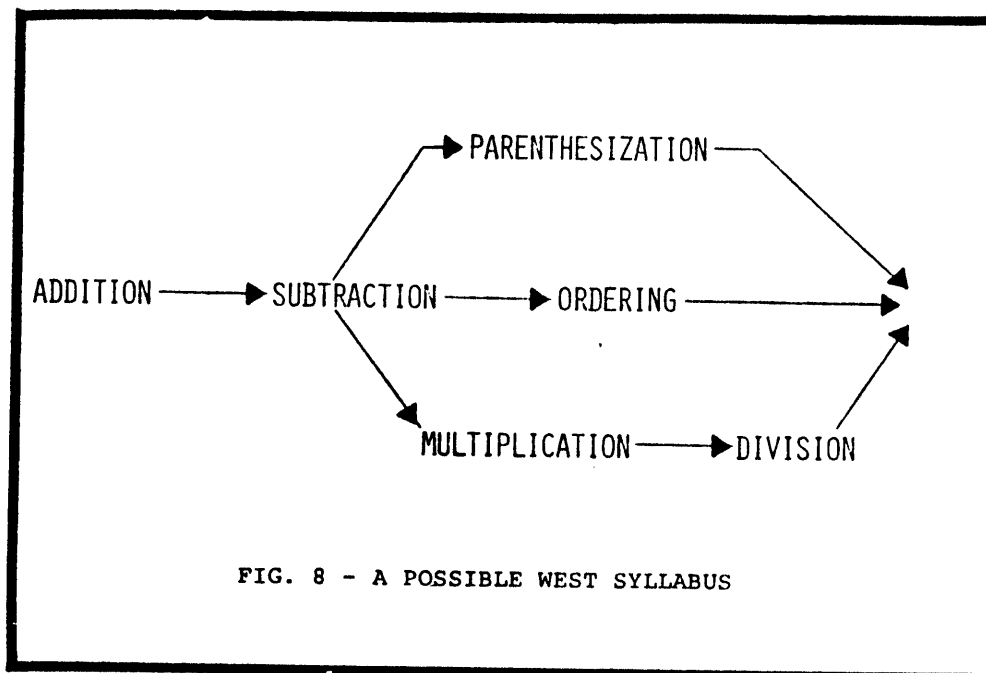 PARENTHESIZATION
ADDITION SUBTRACTION ORDERING
MULTIPLICATION DIVISION
FIG. 8 - A POSSIBLE WEST SYLLABUS